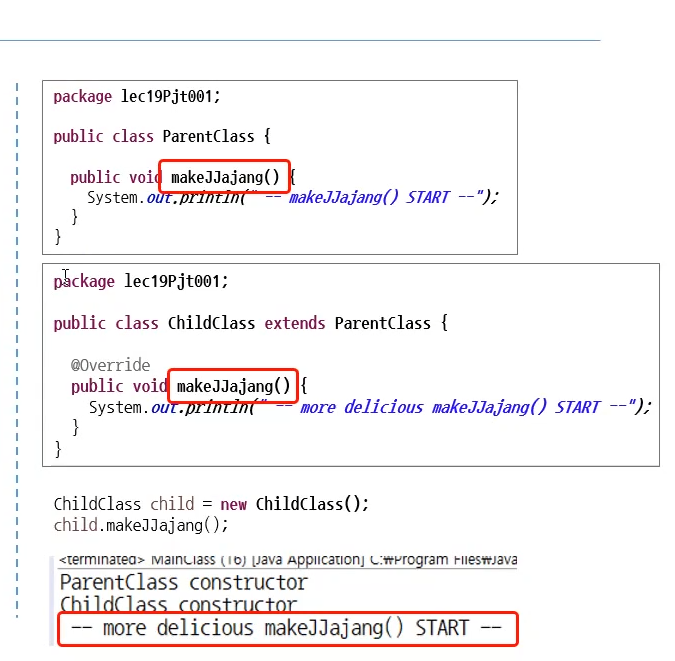 package lec19Pjt001;
public class ParentClass {
public void makeJJajang() {
System.out.println(" -- makeJJajang() START --");
}
}
package lec19Pjt001;
public class ChildClass extends ParentClass {
@Override
public void makeJJajang() {
System.out.println(" -- more delicious makeJJajang() START --");
}
}
ChildClass child = new ChildClass();
child.makeJJajang();
<terminated> MainClass (16) [Java Application] C:₩Program Files₩Java
ParentClass constructor
ChildClass constructor
-- more delicious makeJJajang() START --